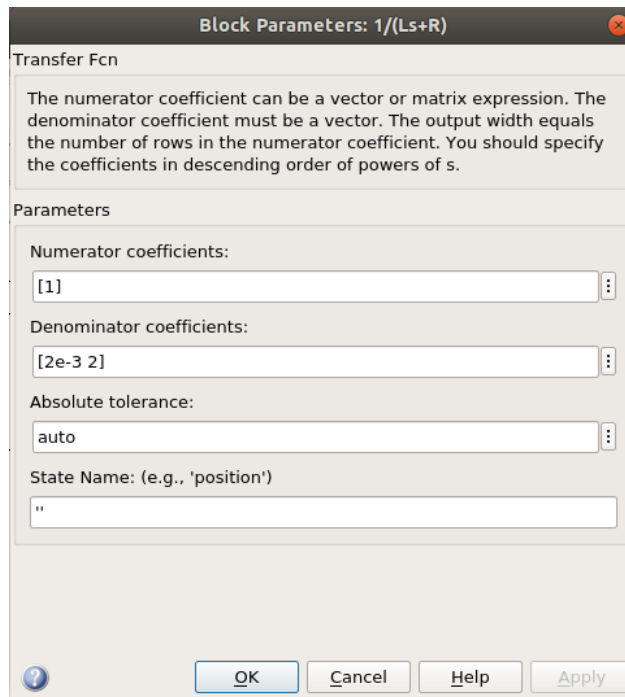 Block Parameters: 1/(Ls+R)
Transfer Fcn
The numerator coefficient can be a vector or matrix expression. The
denominator coefficient must be a vector. The output width equals
the number of rows in the numerator coefficient. You should specify
the coefficients in descending order of powers of s.
Parameters
Numerator coefficients:
[1]
Denominator coefficients:
[2e-3 2]
Absolute tolerance:
auto
State Name: (e.g., 'position')
''
OK Cancel Help Apply